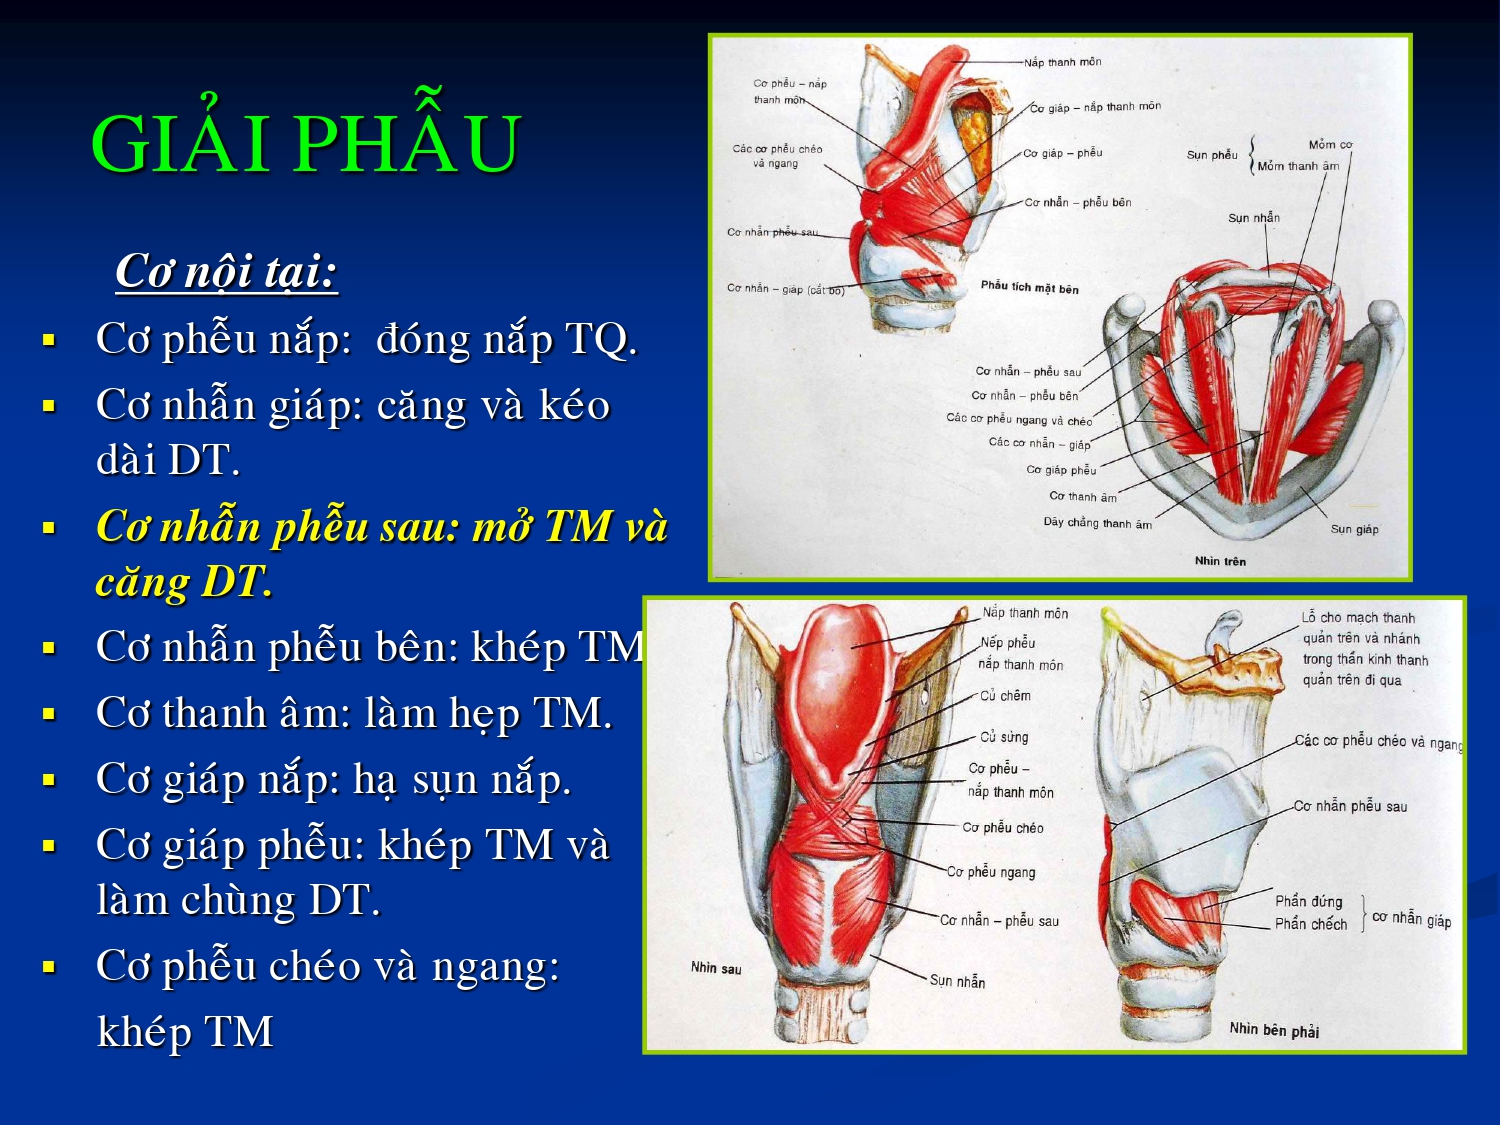 GIẢI PHẪU
Cơ nội tại:
Cơ phễu nắp: đóng nắp TQ.
Cơ nhẫn giáp: căng và kéo
dài DT.
Cơ nhẫn phễu sau: mở TM và
căng DT.
Cơ nhẫn phễu bên: khép TM
Cơ thanh âm: làm hẹp TM.
Cơ giáp nắp: hạ sụn nắp.
Cơ giáp phễu: khép TM và
làm chùng DT.
Cơ phễu chéo và ngang:
khép TM
Nắp thanh môn
Cơ phễu – nắp
thanh môn
Cơ giáp – nắp thanh môn
Các cơ phễu chéo
và ngang
Cơ giáp – phễu
Cơ nhẫn – phễu bên
Cơ nhẫn phễu sau
Cơ nhẫn – giáp (cắt bỏ)
Phẫu tích mặt bên
Sụn phễu
Mỏm cơ
Mỏm thanh âm
Sụn nhẫn
Cơ nhẫn – phễu sau
Cơ nhẫn – phễu bên
Các cơ phễu ngang và chéo
Các cơ nhẫn – giáp
Cơ giáp phễu
Cơ thanh âm
Dây chằng thanh âm
Sụn giáp
Nhìn trên
Nắp thanh môn
Nếp phễu
nắp thanh môn
Củ chêm
Củ sừng
Cơ phễu –
nắp thanh môn
Cơ phễu chéo
Cơ phễu ngang
Cơ nhẫn – phễu sau
Sụn nhẫn
Nhìn sau
Lỗ cho mạch thanh
quản trên và nhánh
trong thần kinh thanh
quản trên đi qua
Các cơ phễu chéo và ngang
Cơ nhẫn phễu sau
Phần đứng
Phần chếch
cơ nhẫn giáp
Nhìn bên phải